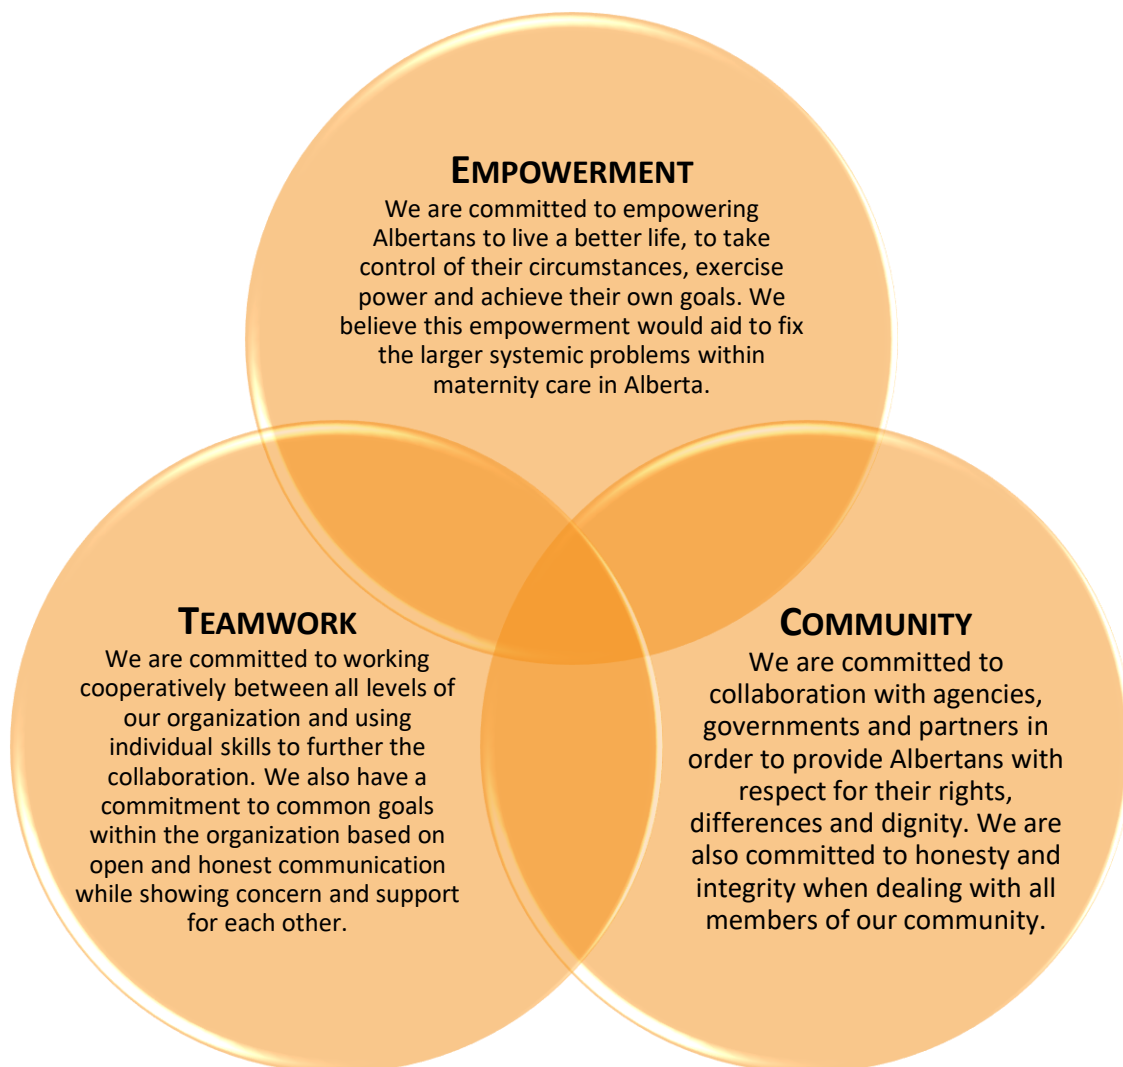 EMPOWERMENT
We are committed to empowering
Albertans to live a better life, to take
control of their circumstances, exercise
power and achieve their own goals. We
believe this empowerment would aid to fix
the larger systemic problems within
maternity care in Alberta.
TEAMWORK
We are committed to working
cooperatively between all levels of
our organization and using
individual skills to further the
collaboration. We also have a
commitment to common goals
within the organization based on
open and honest communication
while showing concern and support
for each other.
COMMUNITY
We are committed to
collaboration with agencies,
governments and partners in
order to provide Albertans with
respect for their rights,
differences and dignity. We are
also committed to honesty and
integrity when dealing with all
members of our community.